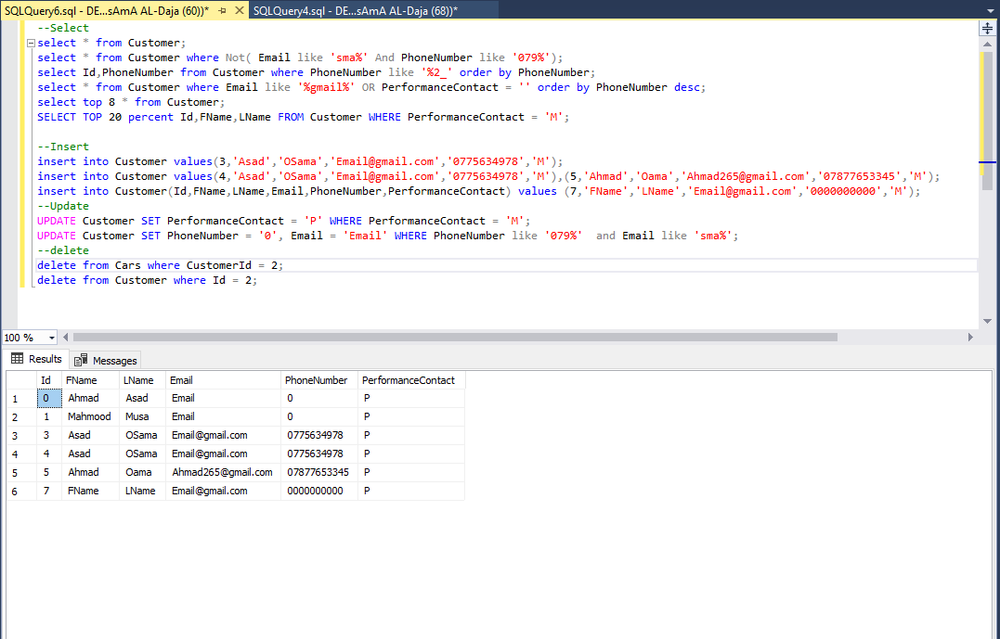 SQLQuery6.sql - DE...sAmA AL-Daja (60))* SQLQuery4.sql - DE...sAmA AL-Daja (68))*
--Select
select * from Customer;
select * from Customer where Not( Email like 'sma%' And PhoneNumber like '079%');
select Id,PhoneNumber from Customer where PhoneNumber like '%2_' order by PhoneNumber;
select * from Customer where Email like '%gmail%' OR PerformanceContact = '' order by PhoneNumber desc;
select top 8 * from Customer;
SELECT TOP 20 percent Id,FName,LName FROM Customer WHERE PerformanceContact = 'M';
--Insert
insert into Customer values(3,'Asad','OSama','Email@gmail.com','0775634978','M');
insert into Customer values(4,'Asad','OSama','Email@gmail.com','0775634978','M'),(5,'Ahmad','Oama','Ahmad265@gmail.com','07877653345','M');
insert into Customer(Id,FName,LName,Email,PhoneNumber,PerformanceContact) values (7,'FName','LName','Email@gmail.com','0000000000','M');
--Update
UPDATE Customer SET PerformanceContact = 'P' WHERE PerformanceContact = 'M';
UPDATE Customer SET PhoneNumber = '0', Email = 'Email' WHERE PhoneNumber like '079%'  and Email like 'sma%';
--delete
delete from Cars where CustomerId = 2;
delete from Customer where Id = 2;
100 %
Results Messages
Id FName LName Email PhoneNumber PerformanceContact
1 0 Ahmad Asad Email 0 P
2 1 Mahmood Musa Email 0 P
3 3 Asad OSama Email@gmail.com 0775634978 P
4 4 Asad OSama Email@gmail.com 0775634978 P
5 5 Ahmad Oama Ahmad265@gmail.com 07877653345 P
6 7 FName LName Email@gmail.com 0000000000 P